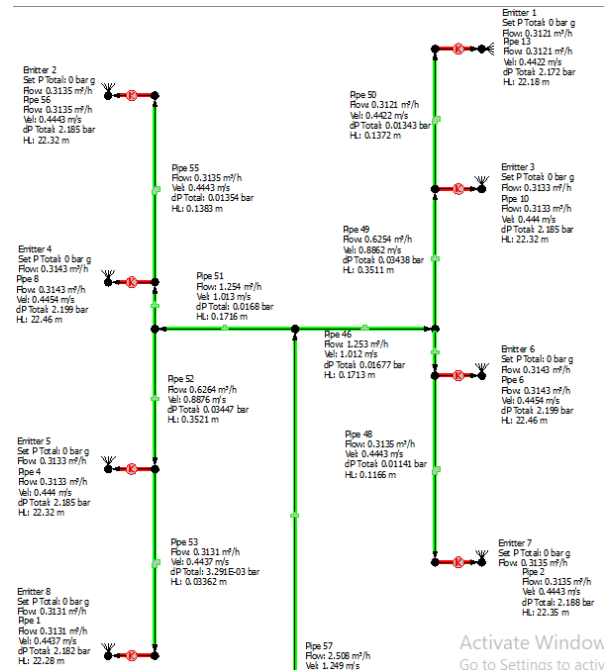 Emitter 1
Set P Total: 0 bar g
Flow: 0.3121 m³/h
Pipe 13
Flow: 0.3121 m³/h
Vel: 0.4422 m/s
dP Total: 2.172 bar
HL: 22.18 m
Emitter 2
Set P Total: 0 bar g
Flow: 0.3135 m³/h
Pipe 56
Flow: 0.3135 m³/h
Vel: 0.4443 m/s
dP Total: 2.185 bar
HL: 22.32 m
Pipe 50
Flow: 0.3121 m³/h
Vel: 0.4422 m/s
dP Total: 0.01343 bar
HL: 0.1372 m
Pipe 55
Flow: 0.3135 m³/h
Vel: 0.4443 m/s
dP Total: 0.01354 bar
HL: 0.1383 m
Emitter 3
Set P Total: 0 bar g
Flow: 0.3133 m³/h
Pipe 10
Flow: 0.3133 m³/h
Vel: 0.444 m/s
dP Total: 2.185 bar
HL: 22.32 m
Pipe 49
Flow: 0.6254 m³/h
Vel: 0.8862 m/s
dP Total: 0.03438 bar
HL: 0.3511 m
Emitter 4
Set P Total: 0 bar g
Flow: 0.3143 m³/h
Pipe 8
Flow: 0.3143 m³/h
Vel: 0.4454 m/s
dP Total: 2.199 bar
HL: 22.46 m
Pipe 51
Flow: 1.254 m³/h
Vel: 1.013 m/s
dP Total: 0.0168 bar
HL: 0.1716 m
Pipe 46
Flow: 1.253 m³/h
Vel: 1.012 m/s
dP Total: 0.01677 bar
HL: 0.1713 m
Emitter 6
Set P Total: 0 bar g
Flow: 0.3143 m³/h
Pipe 6
Flow: 0.3143 m³/h
Vel: 0.4454 m/s
dP Total: 2.199 bar
HL: 22.46 m
Pipe 52
Flow: 0.6264 m³/h
Vel: 0.8876 m/s
dP Total: 0.03447 bar
HL: 0.3521 m
Pipe 48
Flow: 0.3135 m³/h
Vel: 0.4443 m/s
dP Total: 0.01141 bar
HL: 0.1166 m
Emitter 5
Set P Total: 0 bar g
Flow: 0.3133 m³/h
Pipe 4
Flow: 0.3133 m³/h
Vel: 0.444 m/s
dP Total: 2.185 bar
HL: 22.32 m
Pipe 53
Flow: 0.3131 m³/h
Vel: 0.4437 m/s
dP Total: 3.291E-03 bar
HL: 0.03362 m
Emitter 7
Set P Total: 0 bar g
Flow: 0.3135 m³/h
Pipe 2
Flow: 0.3135 m³/h
Vel: 0.4443 m/s
dP Total: 2.188 bar
HL: 22.35 m
Emitter 8
Set P Total: 0 bar g
Flow: 0.3131 m³/h
Pipe 1
Flow: 0.3131 m³/h
Vel: 0.4437 m/s
dP Total: 2.182 bar
HL: 22.28 m
Pipe 57
Flow: 2.508 m³/h
Vel: 1.249 m/s
K
K
K
K
K
K
K
K
Activate Window
Go to Settings to activ